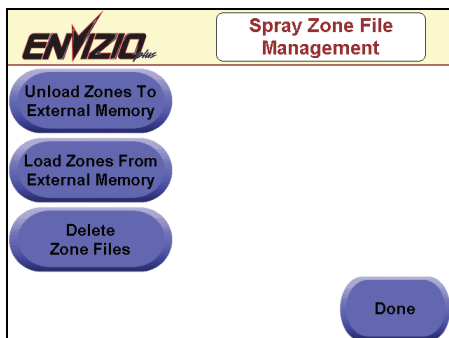 ENVIZIO plus
Spray Zone File
Management
Unload Zones To
External Memory
Load Zones From
External Memory
Delete
Zone Files
Done